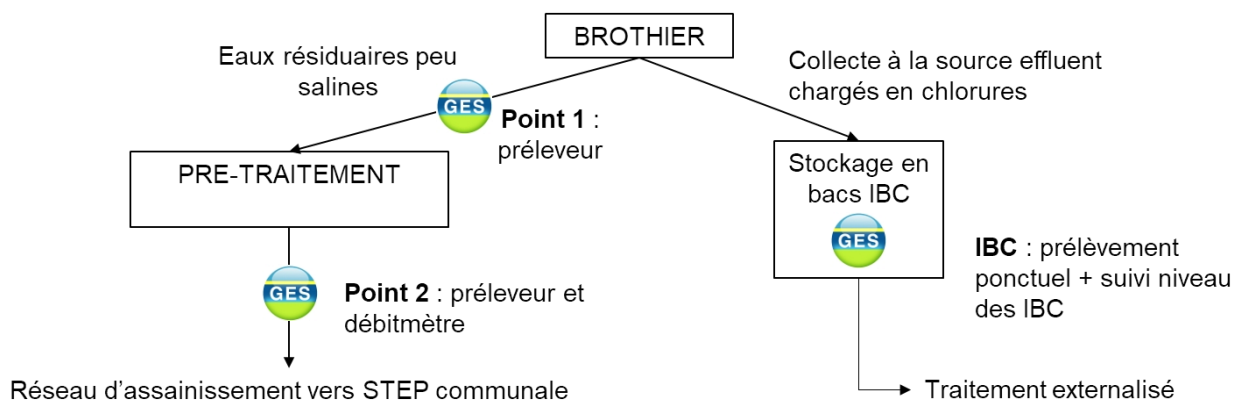 BROTHIER
Eaux résiduaires peu
salines
Collecte à la source effluent
chargés en chlorures
GES
Point 1 :
préleveur
PRE-TRAITEMENT
Stockage en
bacs IBC
GES
IBC : prélèvement
ponctuel + suivi niveau
des IBC
GES
Point 2 : préleveur et
débitmètre
Réseau d'assainissement vers STEP communale
Traitement externalisé